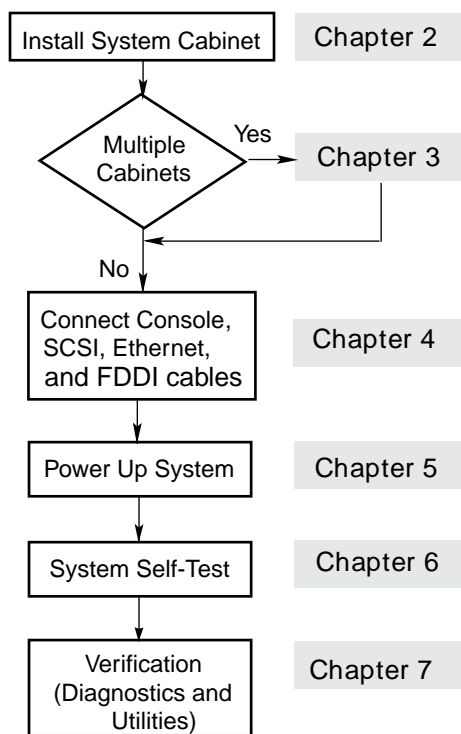 Install System Cabinet
Chapter 2
Multiple
Cabinets
Yes
Chapter 3
No
Connect Console,
SCSI, Ethernet,
and FDDI cables
Chapter 4
Power Up System
Chapter 5
System Self-Test
Chapter 6
Verification
(Diagnostics and
Utilities)
Chapter 7